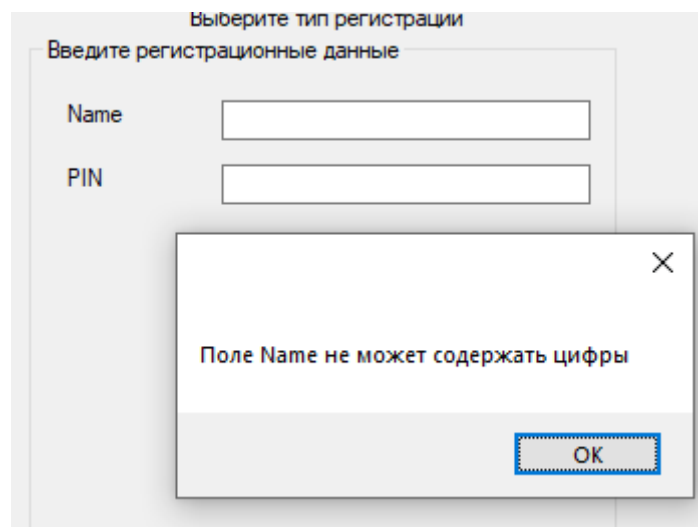 Выберите тип регистрации
Введите регистрационные данные
Name
PIN
Поле Name не может содержать цифры
OK